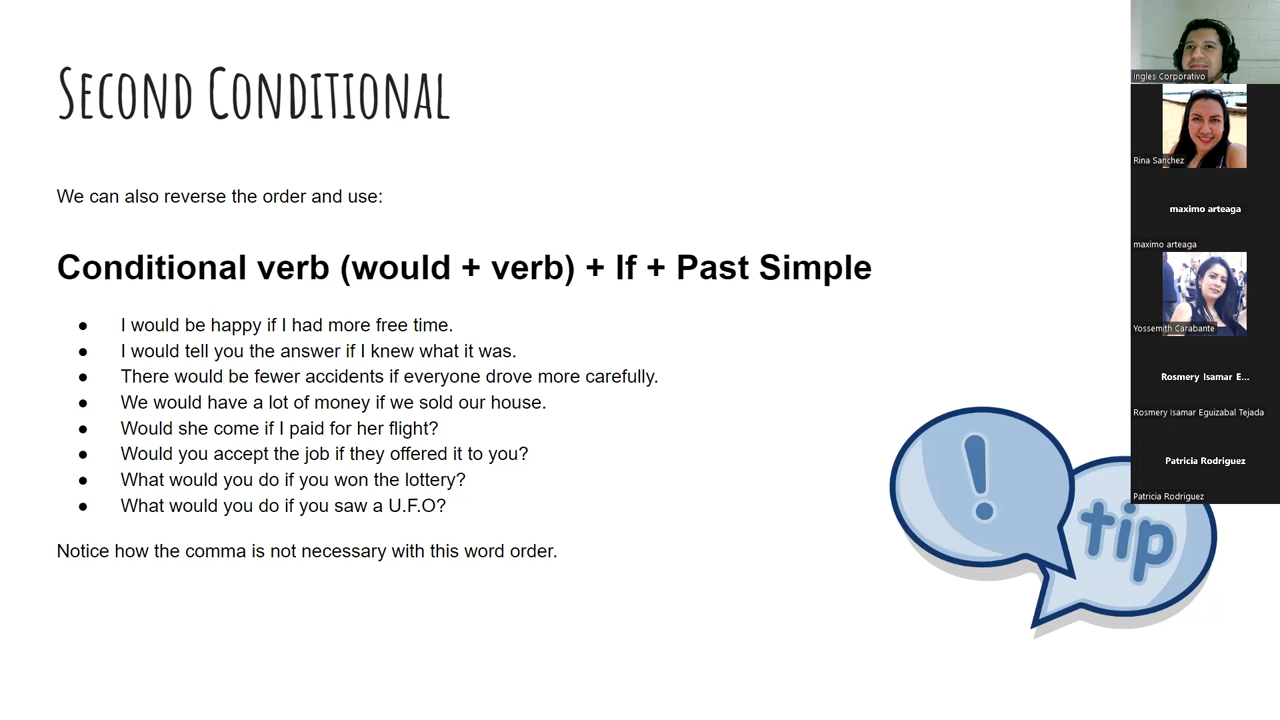 Second Conditional
We can also reverse the order and use:
Conditional verb (would + verb) + If + Past Simple
● I would be happy if I had more free time.
● I would tell you the answer if I knew what it was.
● There would be fewer accidents if everyone drove more carefully.
● We would have a lot of money if we sold our house.
● Would she come if I paid for her flight?
● Would you accept the job if they offered it to you?
● What would you do if you won the lottery?
● What would you do if you saw a U.F.O?
Notice how the comma is not necessary with this word order.
!
tip
Ingles Corporativo
Rina Sanchez
maximo arteaga
maximo arteaga
Yossemith Carabante
Rosmery Isamar E...
Rosmery Isamar Eguizabal Tejada
Patricia Rodriguez
Patricia Rodriguez